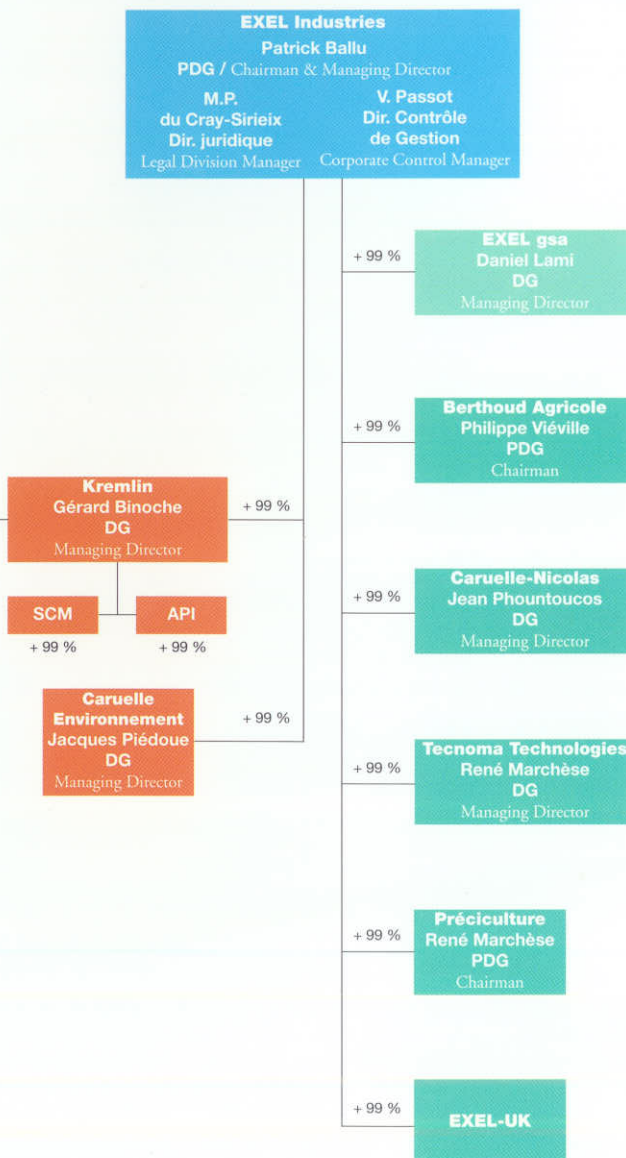 EXEL Industries
Patrick Ballu
PDG / Chairman & Managing Director
M.P.
du Cray-Sirieix
Dir. juridique
Legal Division Manager
V. Passot
Dir. Contrôle
de Gestion
Corporate Control Manager
+ 99 %
EXEL gsa
Daniel Lami
DG
Managing Director
+ 99 %
Berthoud Agricole
Philippe Viéville
PDG
Chairman
Kremlin
Gérard Binoche
DG
Managing Director
+ 99 %
SCM
+ 99 %
API
+ 99 %
+ 99 %
Caruelle-Nicolas
Jean Phountoucos
DG
Managing Director
Caruelle
Environnement
Jacques Piédoue
DG
Managing Director
+ 99 %
+ 99 %
Tecnoma Technologies
René Marchèse
DG
Managing Director
+ 99 %
Préciculture
René Marchèse
PDG
Chairman
+ 99 %
EXEL-UK